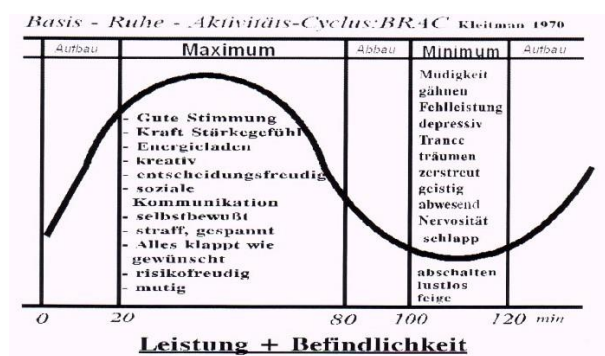 Basis - Ruhe - Aktivitäts-Cyclus:BRAC Kleitman 1970
Aufbau Maximum Abbau Minimum Aufbau
- Gute Stimmung
- Kraft Stärkegefühl
- Energieladen
- kreativ
- entscheidungsfreudig
- soziale
Kommunikation
- selbstbewußt
- straff, gespannt
- Alles klappt wie
gewünscht
- risikofreudig
- mutig
Mudigkeit
gähnen
Fehlleistung
depressiv
Trance
träumen
zerstreut
geistig
abwesend
Nervosität
schlapp
abschalten
lustlos
feige
0 20 80 100 120 min
Leistung + Befindlichkeit